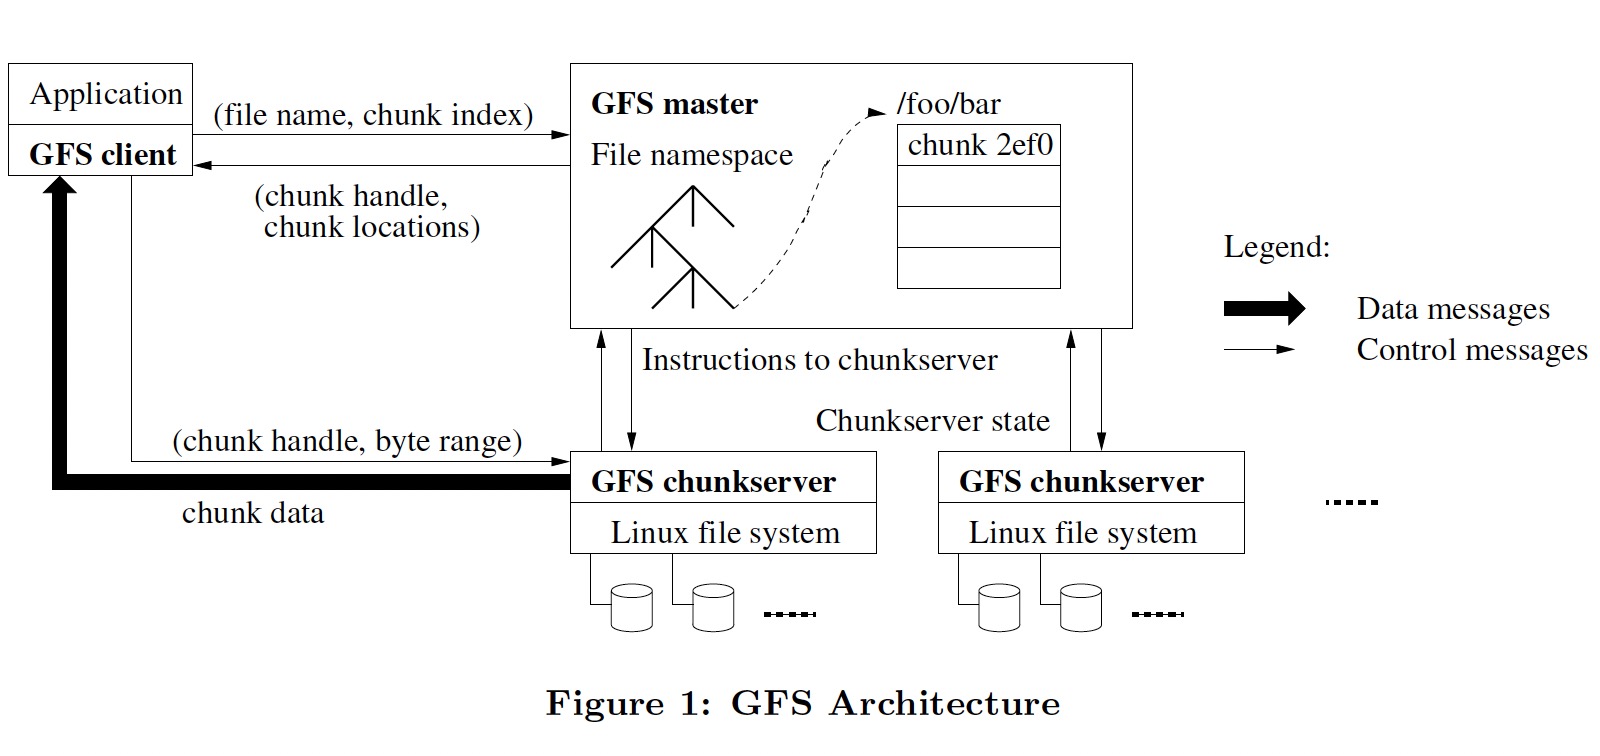 Application
GFS client
(file name, chunk index)
(chunk handle,
chunk locations)
GFS master
File namespace
/foo/bar
chunk 2ef0
Legend:
Data messages
Control messages
Instructions to chunkserver
Chunkserver state
(chunk handle, byte range)
chunk data
GFS chunkserver
Linux file system
GFS chunkserver
Linux file system
Figure 1: GFS Architecture